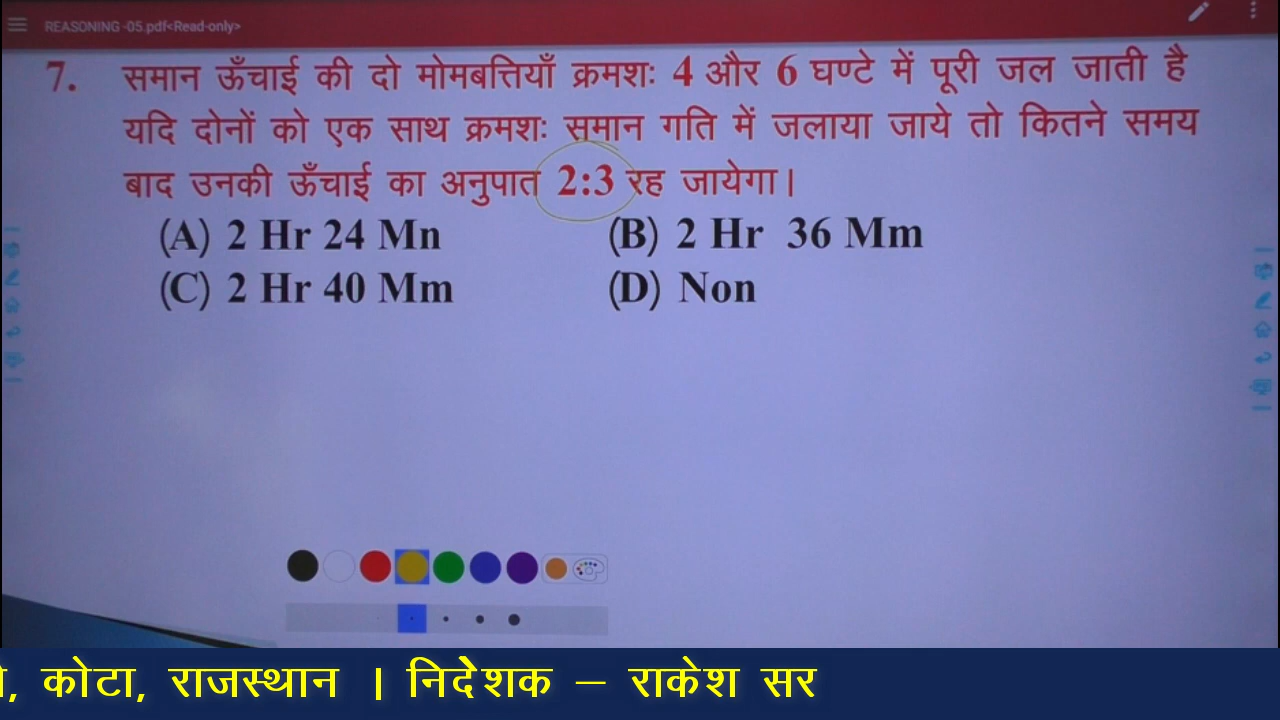 REASONING -05.pdf<Read-only>
7. समान ऊँचाई की दो मोमबत्तियाँ क्रमशः 4 और 6 घण्टे में पूरी जल जाती है
यदि दोनों को एक साथ क्रमशः समान गति में जलाया जाये तो कितने समय
बाद उनकी ऊँचाई का अनुपात 2:3 रह जायेगा।
(A) 2 Hr 24 Mn (B) 2 Hr 36 Mm
(C) 2 Hr 40 Mm (D) Non
कोटा, राजस्थान । निदेशक – राकेश सर